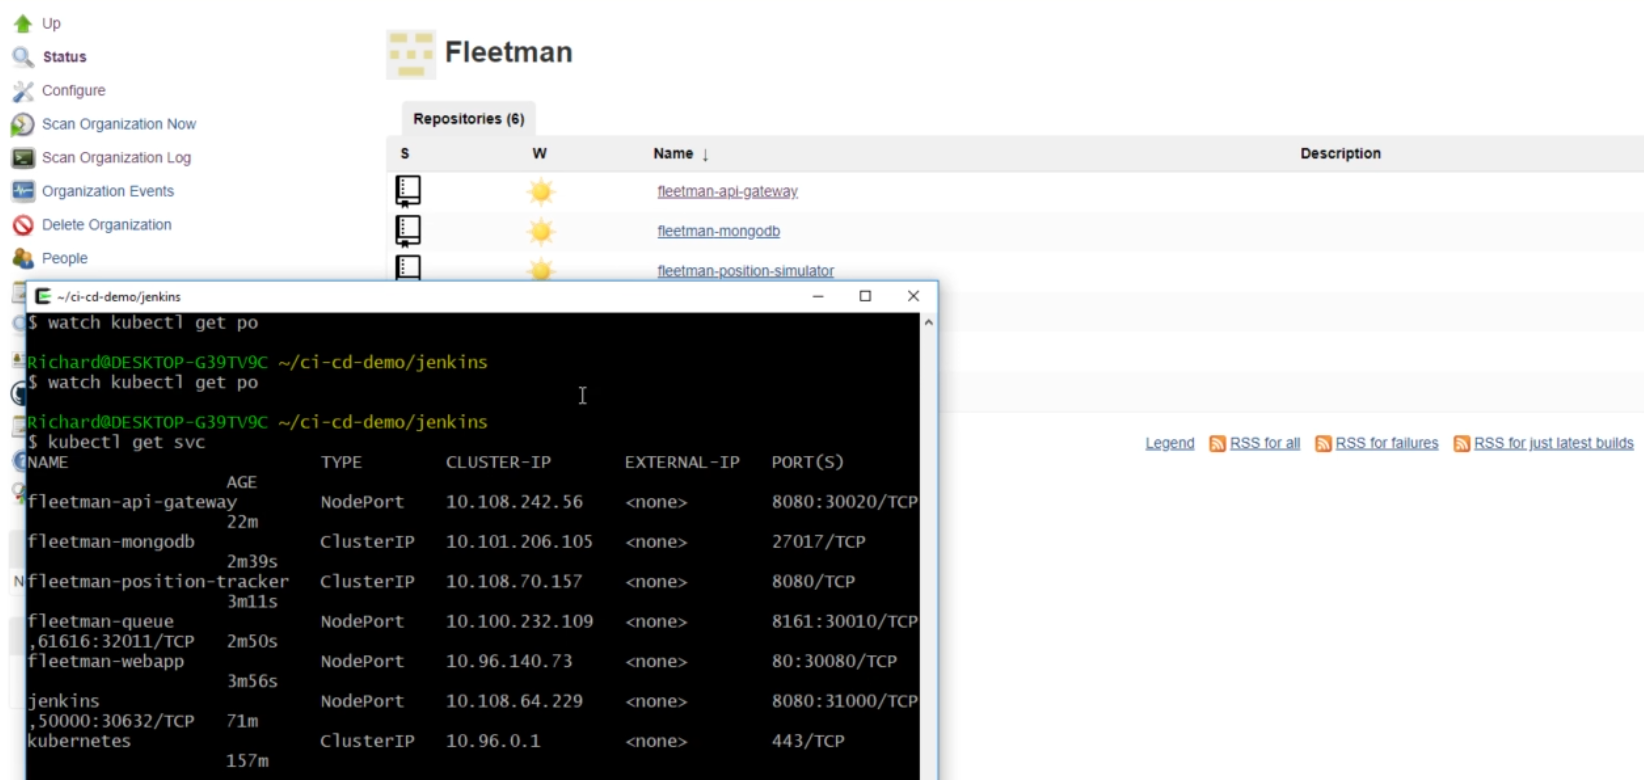 Up
Status
Configure
Scan Organization Now
Scan Organization Log
Organization Events
Delete Organization
People
Fleetman
Repositories (6)
S W Name ↓ Description
fleetman-api-gateway
fleetman-mongodb
fleetman-position-simulator
Legend RSS for all RSS for failures RSS for just latest builds
~/ci-cd-demo/jenkins
$ watch kubectl get po
Richard@DESKTOP-G39TV9C ~/ci-cd-demo/jenkins
$ watch kubectl get po
Richard@DESKTOP-G39TV9C ~/ci-cd-demo/jenkins
$ kubectl get svc
NAME TYPE CLUSTER-IP EXTERNAL-IP PORT(S)
AGE
fleetman-api-gateway NodePort 10.108.242.56 <none> 8080:30020/TCP
22m
fleetman-mongodb ClusterIP 10.101.206.105 <none> 27017/TCP
2m39s
N
fleetman-position-tracker ClusterIP 10.108.70.157 <none> 8080/TCP
3m11s
fleetman-queue NodePort 10.100.232.109 <none> 8161:30010/TCP
,61616:32011/TCP 2m50s
fleetman-webapp NodePort 10.96.140.73 <none> 80:30080/TCP
3m56s
jenkins NodePort 10.108.64.229 <none> 8080:31000/TCP
,50000:30632/TCP 71m
kubernetes ClusterIP 10.96.0.1 <none> 443/TCP
157m